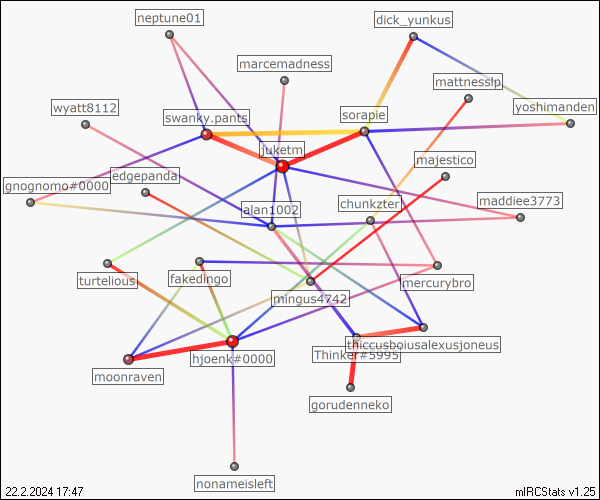 neptune01
dick_yunkus
marcemadness
mattnesslp
wyatt8112
swanky.pants
sorapie
yoshimanden
juketm
majestico
edgepanda
gnognomo#0000
maddiee3773
chunkzter
alan1002
turtelious
fakedingo
mercurybro
mingus4742
thiccusboiusalexusjoneus
Thinker#5995
hjoenk#0000
moonraven
gorudenneko
nonameisleft
22.2.2024 17:47
mIRCStats v1.25